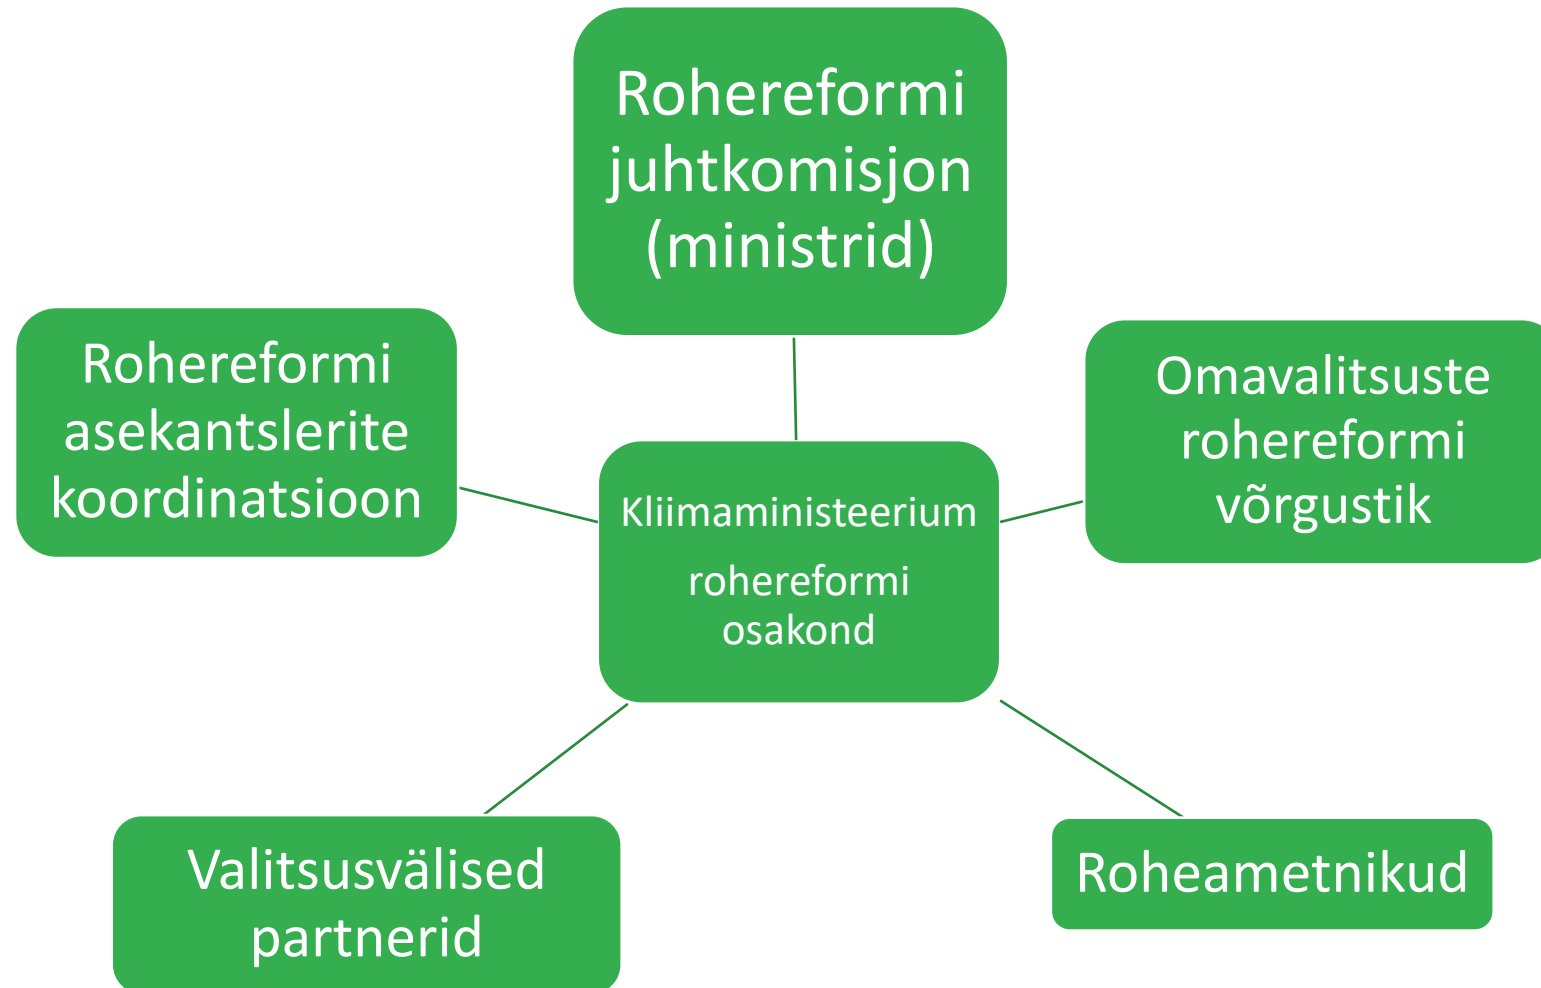 Rohereformi
juhtkomisjon
(ministrid)
Rohereformi
asekantslerite
koordinatsioon
Omavalitsuste
rohereformi
võrgustik
Kliimaministeerium
rohereformi
osakond
Valitsusvälised
partnerid
Roheametnikud